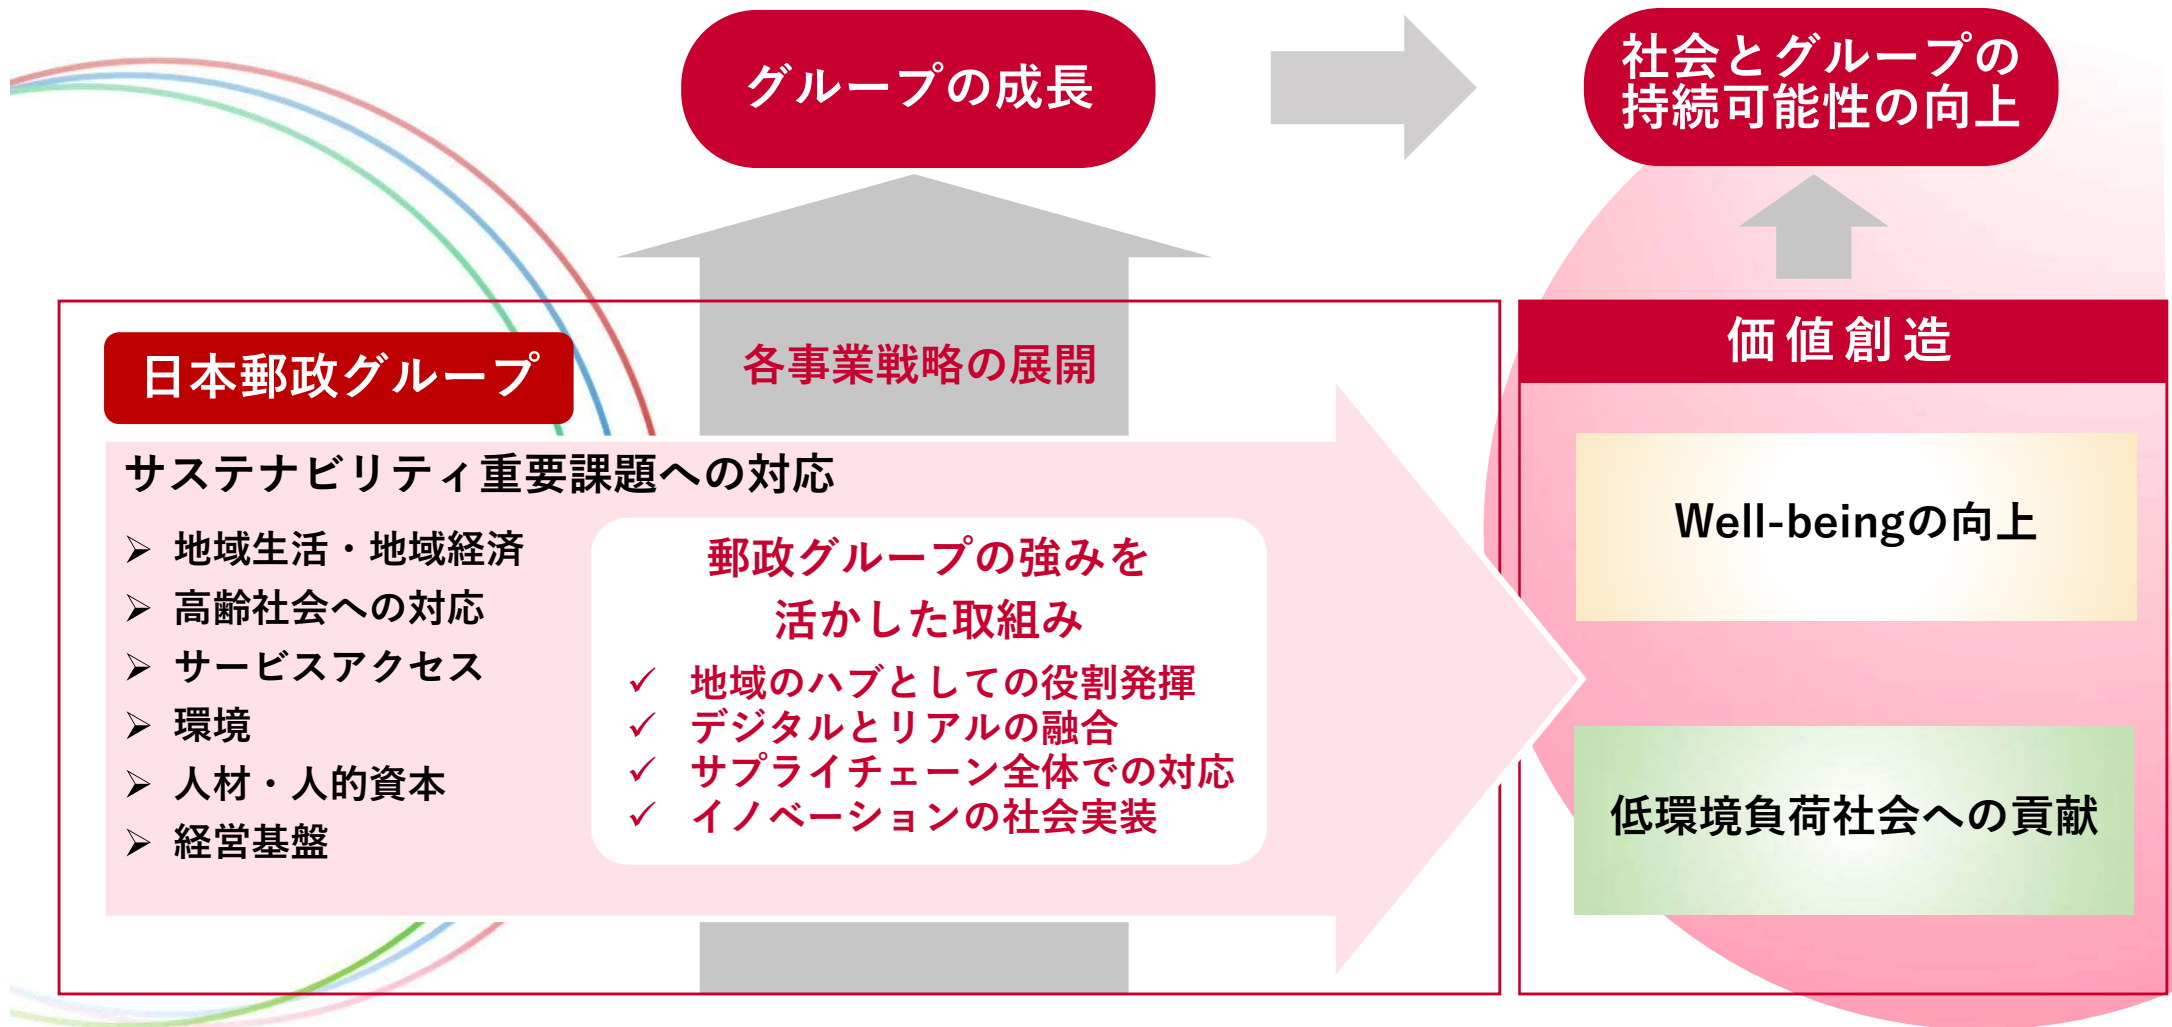 グループの成長
社会とグループの
持続可能性の向上
日本郵政グループ
各事業戦略の展開
サステナビリティ重要課題への対応
➢ 地域生活・地域経済
➢ 高齢社会への対応
➢ サービスアクセス
➢ 環境
➢ 人材・人的資本
➢ 経営基盤
郵政グループの強みを
活かした取組み
✓ 地域のハブとしての役割発揮
✓ デジタルとリアルの融合
✓ サプライチェーン全体での対応
✓ イノベーションの社会実装
価値創造
Well-beingの向上
低環境負荷社会への貢献